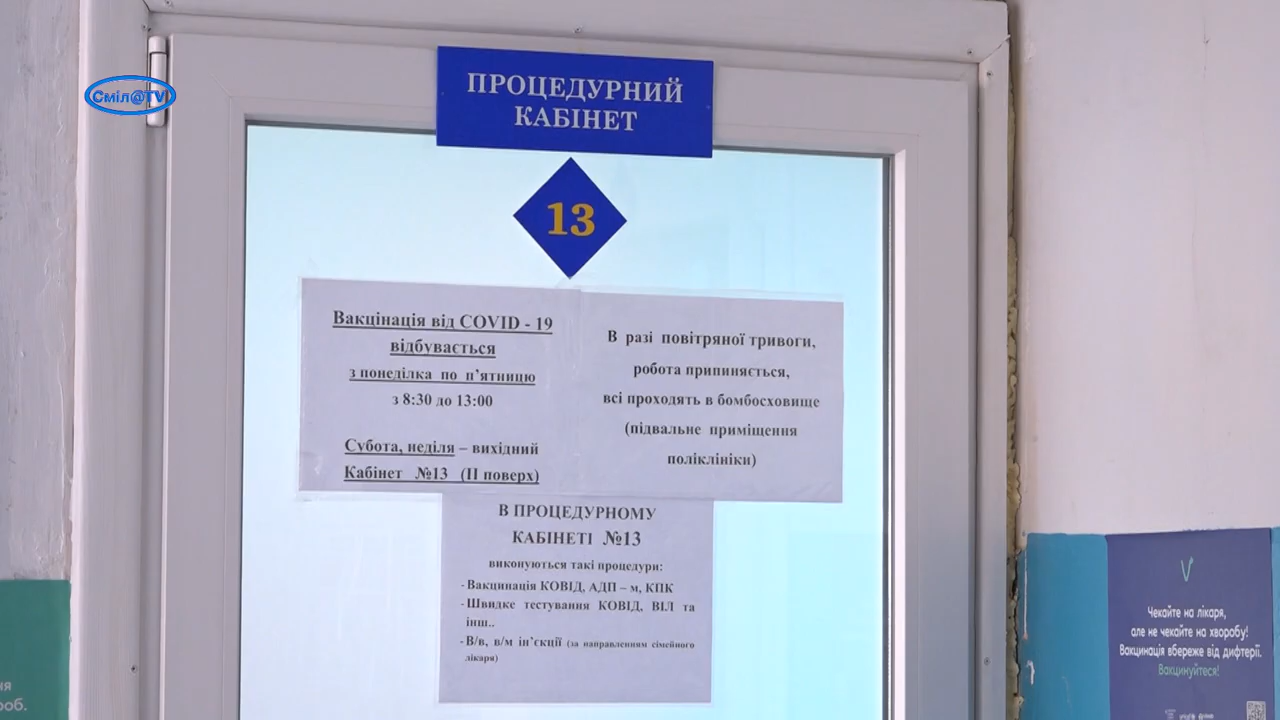 Сміл@TV
ПРОЦЕДУРНИЙ
КАБІНЕТ
13
Вакцінація від COVID - 19
відбувається
з понеділка по п’ятницю
з 8:30 до 13:00
Субота, неділя – вихідний
Кабінет №13 (ІІ поверх)
В разі повітряної тривоги,
робота припиняється,
всі проходять в бомбосховище
(підвальне приміщення
поліклініки)
В ПРОЦЕДУРНОМУ
КАБІНЕТІ №13
виконуються такі процедури:
-Вакцинація КОВІД, АДП – м, КПК
-Швидке тестування КОВІД, ВІЛ та
інш..
-В/в, в/м ін’єкції (за направленням сімейного
лікаря)
Чекайте на лікаря,
але не чекайте на хворобу!
Вакцинація вбереже від дифтерії.
Вакцинуйтеся!
ня
роб.